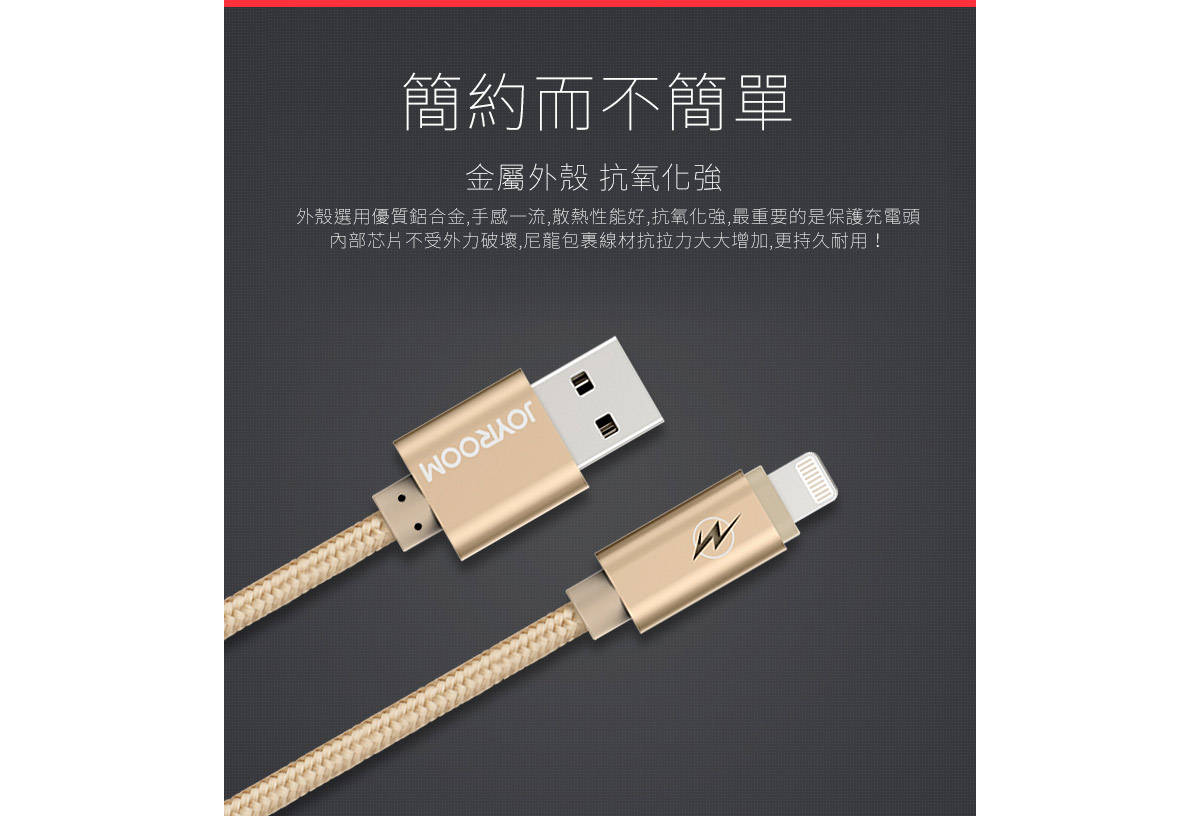 簡約而不簡單
金屬外殼 抗氧化強
外殼選用優質鋁合金,手感一流,散熱性能好,抗氧化強,最重要的是保護充電頭
內部芯片不受外力破壞,尼龍包裹線材抗拉力大大增加,更持久耐用！
JOYROOM